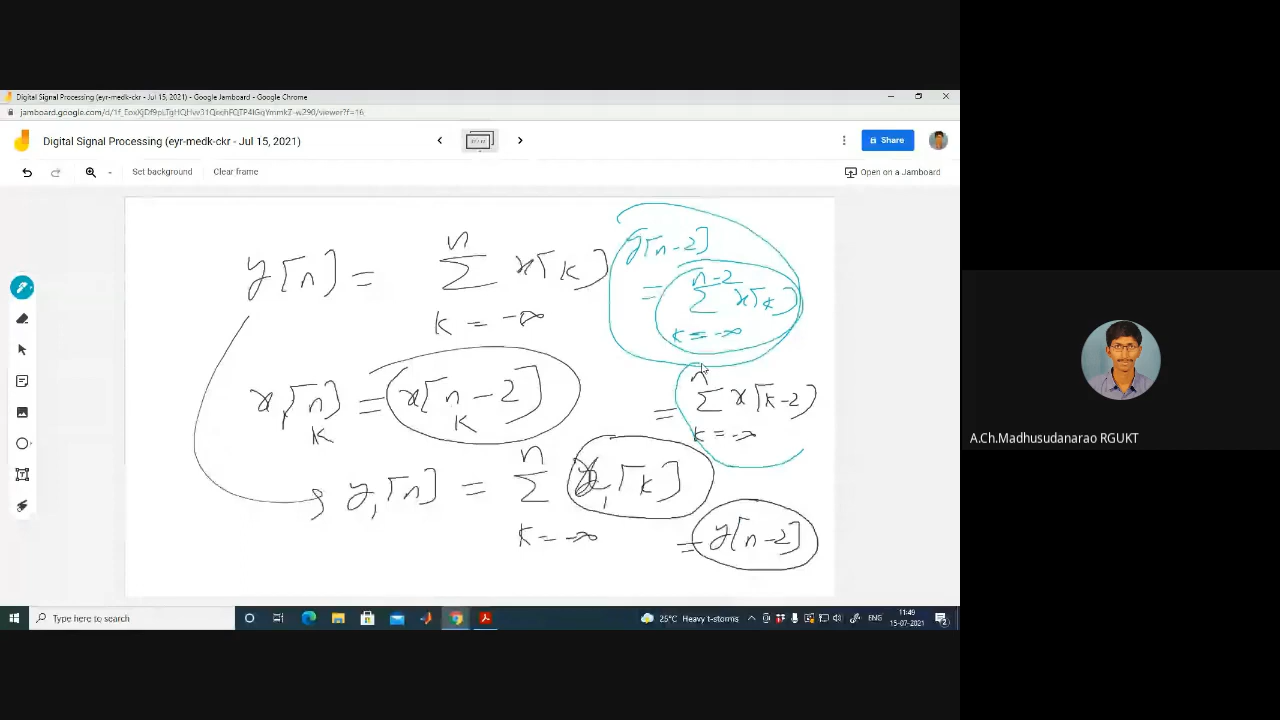 Digital Signal Processing (eyr-medk-ckr - Jul 15, 2021) - Google Jamboard - Google Chrome
Digital Signal Processing (eyr-medk-ckr - Jul 15, 2021)
Share
Set background
Clear frame
Open on a Jamboard
y[n] = n Σ k = -∞ x[k]
y[n-2]
= n-2 Σ k = -∞ x[k]
x₁[n] = x[n-2]
k k
= n Σ k = -∞ x[k-2]
y₁[n] = n Σ k = -∞ x₁[k]
= y[n-2]
A.Ch.Madhusudanarao RGUKT
Type here to search
25°C Heavy t-storms
ENG
11:49
15-07-2021
2